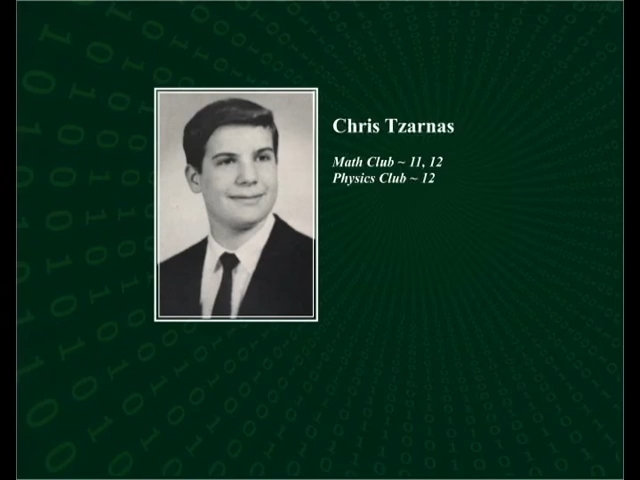 Chris Tzarnas
Math Club ~ 11, 12
Physics Club ~ 12